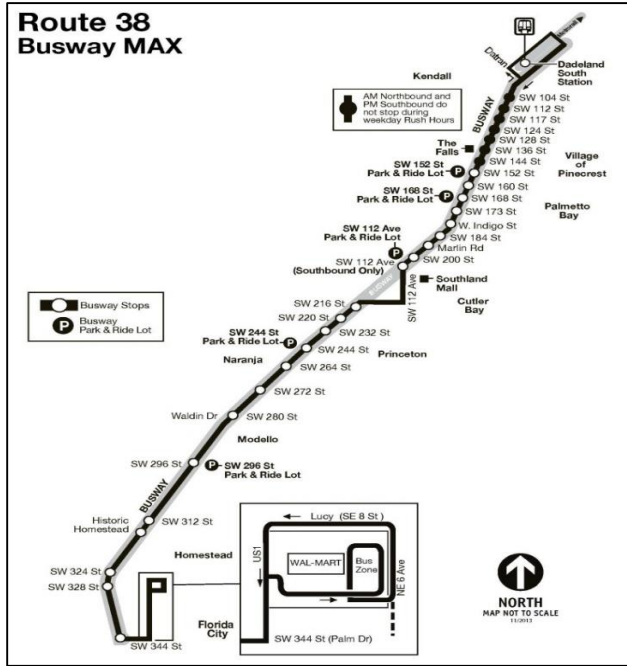 Route 38
Busway MAX
Metrorail
Datran
Dadeland
South
Station
Kendall
AM Northbound and
PM Southbound do
not stop during
weekday Rush Hours
BUSWAY
SW 104 St
SW 112 St
SW 117 St
SW 124 St
SW 128 St
SW 136 St
SW 144 St
The
Falls
Village of
Pinecrest
SW 152 St
Park & Ride Lot
P
SW 152 St
SW 160 St
SW 168 St
Park & Ride Lot
P
SW 168 St
Palmetto
Bay
SW 173 St
W. Indigo St
SW 112 Ave
Park & Ride Lot
P
SW 184 St
Marlin Rd
SW 200 St
SW 112 Ave
(Southbound Only)
BUSWAY
SW 112 Ave
Southland
Mall
Cutler
Bay
Busway Stops
P
Busway
Park & Ride Lot
SW 216 St
SW 220 St
SW 232 St
SW 244 St
Park & Ride Lot
P
SW 244 St
Princeton
Naranja
SW 264 St
SW 272 St
Waldin Dr
SW 280 St
Modello
SW 296 St
P
SW 296 St
Park & Ride Lot
BUSWAY
Historic
Homestead
SW 312 St
Homestead
SW 324 St
SW 328 St
SW 344 St
Florida
City
Lucy (SE 8 St)
US1
WAL-MART
Bus
Zone
NE 6 Ave
SW 344 St (Palm Dr)
NORTH
MAP NOT TO SCALE
11/2013